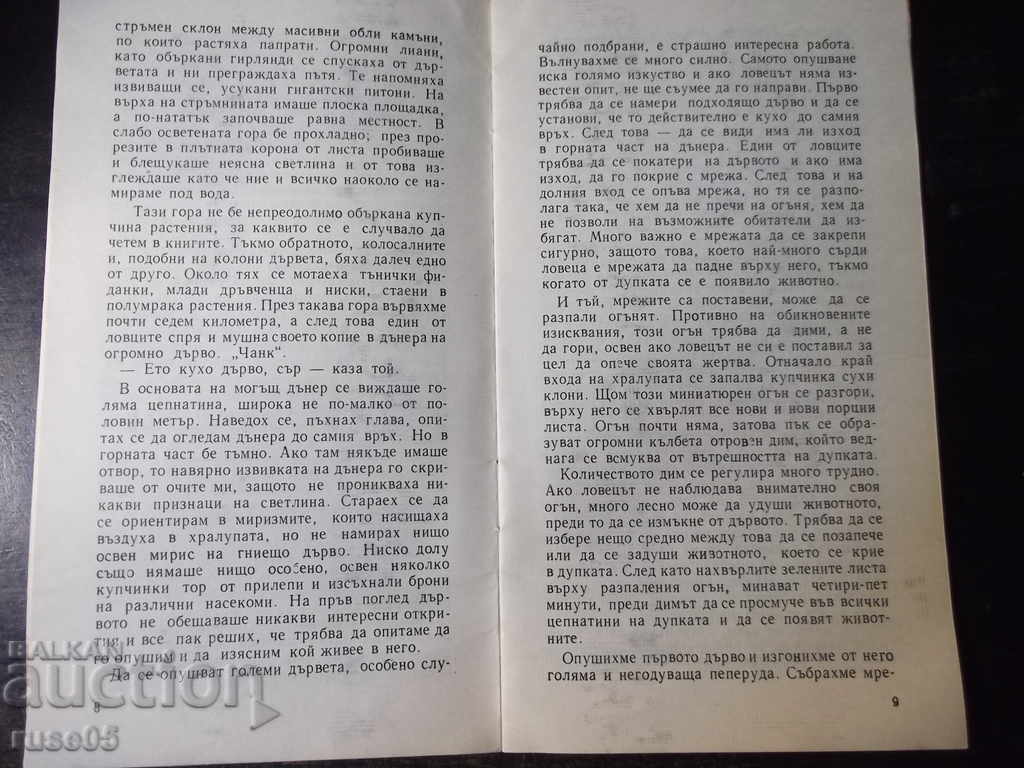 стръмен склон между масивни обли камъни,
по които растяха папрати. Огромни лиани,
като объркани гирлянди се спускаха от дър-
ветата и ни преграждаха пътя. Те напомняха
извиващи се, усукани гигантски питони. На
върха на стръмнината имаше плоска площадка,
а по-нататък започваше равна местност. В
слабо осветената гора бе прохладно; през про-
резите в плътната корона от листа пробиваше
и блещукаше неясна светлина и от това из-
глеждаше като че ние и всичко наоколо се на-
мираме под вода.
Тази гора не бе непреодолимо объркана куп-
чина растения, за каквито се е случвало да
четем в книгите. Тъкмо обратното, колосалните
и, подобни на колони дървета, бяха далеч едно
от друго. Около тях се мотаеха тънички фи-
данки, млади дръвченца и ниски, стаени в
полумрака растения. През такава гора вървяхме
почти седем километра, а след това един от
ловците спря и мушна своето копие в дънера на
огромно дърво. „Чанк“.
— Ето кухо дърво, сър — каза той.
В основата на могъщ дънер се виждаше го-
ляма цепнатина, широка не по-малко от по-
ловин метър. Наведох се, пъхнах глава, опи-
тах се да огледам дънера до самия връх. Но в
горната част бе тъмно. Ако там някъде имаше
отвор, то навярно извивката на дънера го скри-
ваше от очите ми, защото не проникваха ни-
какви признаци на светлина. Стараех се да
се ориентирам в миризмите, които насищаха
въздуха в хралупата, но не намирах нищо
освен мирис на гниещо дърво. Ниско долу
също нямаше нищо особено, освен няколко
купчинки тор от прилепи и изсъхнали брони
на различни насекоми. На пръв поглед дър-
вото не обещаваше никакви интересни откри-
тия и все пак реших, че трябва да опитаме да
го опушим и да изясним кой живее в него.
Да се опушват големи дървета, особено слу-
8
чайно подбрани, е страшно интересна работа.
Вълнувахме се много силно. Самото опушване
иска голямо изкуство и ако ловецът няма из-
вестен опит, не ще съумее да го направи. Първо
трябва да се намери подходящо дърво и да се
установи, че то действително е кухо до самия
връх. След това — да се види има ли изход
в горната част на дънера. Един от ловците
трябва да се покатери на дървото и ако има
изход, да го покрие с мрежа. След това и на
долния вход се опъва мрежа, но тя се разпо-
лага така, че хем да не пречи на огъня, хем да
не позволи на възможните обитатели да из-
бягат. Много важно е мрежата да се закрепи
сигурно, защото това, което най-много сърди
ловеца е мрежата да падне върху него, тъкмо
когато от дупката се е появило животно.
И тъй, мрежите са поставени, може да се
разпали огънят. Противно на обикновените
изисквания, този огън трябва да дими, а не
да гори, освен ако ловецът не си е поставил за
цел да опече своята жертва. Отначало край
входа на хралупата се запалва купчинка сухи
клони. Щом този миниатюрен огън се разгори,
върху него се хвърлят все нови и нови порции
листа. Огън почти няма, затова пък се обра-
зуват огромни кълбета отровен дим, който вед-
нага се всмуква от вътрешността на дупката.
Количеството дим се регулира много трудно.
Ако ловецът не наблюдава внимателно своя
огън, много лесно може да удуши животното,
преди то да се измъкне от дървото. Трябва да се
избере нещо средно между това да се позапече
или да се задуши животното, което се крие
в дупката. След като нахвърлите зелените листа
върху разпаления огън, минават четири-пет
минути, преди димът да се просмуче във всички
цепнатини на дупката и да се появят живот-
ните.
Опушихме първото дърво и изгонихме от него
голяма и негодуваща пеперуда. Събрахме мре-
9
BALKAN
auction
ruse05